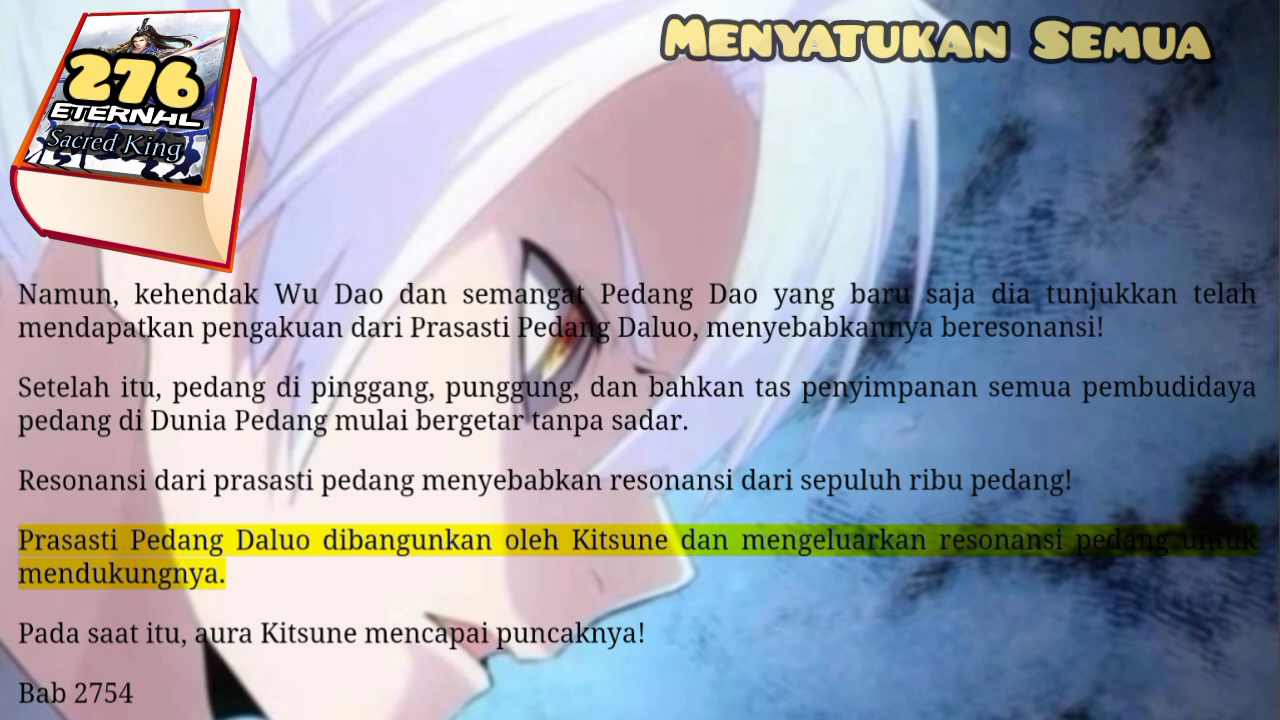 Menyatukan Semua
276
ETERNAL
Sacred King
Namun, kehendak Wu Dao dan semangat Pedang Dao yang baru saja dia tunjukkan telah
mendapatkan pengakuan dari Prasasti Pedang Daluo, menyebabkannya beresonansi!
Setelah itu, pedang di pinggang, punggung, dan bahkan tas penyimpanan semua pembudidaya
pedang di Dunia Pedang mulai bergetar tanpa sadar.
Resonansi dari prasasti pedang menyebabkan resonansi dari sepuluh ribu pedang!
Prasasti Pedang Daluo dibangunkan oleh Kitsune dan mengeluarkan resonansi pedang untuk
mendukungnya.
Pada saat itu, aura Kitsune mencapai puncaknya!
Bab 2754